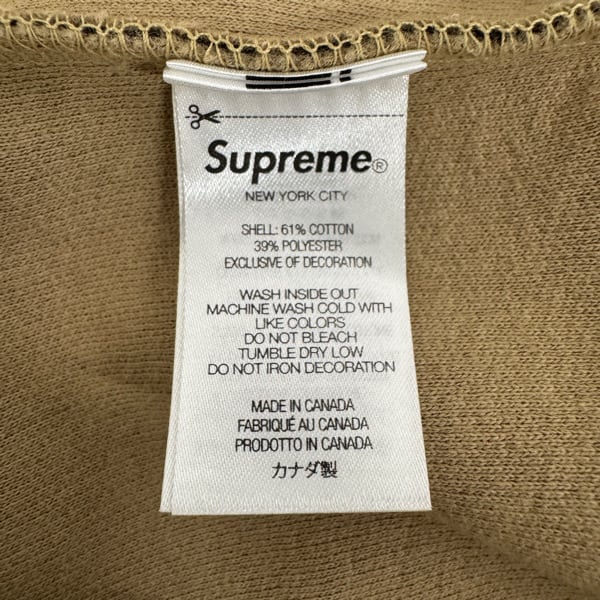 Supreme®
NEW YORK CITY
SHELL: 61% COTTON
39% POLYESTER
EXCLUSIVE OF DECORATION
WASH INSIDE OUT
MACHINE WASH COLD WITH
LIKE COLORS
DO NOT BLEACH
TUMBLE DRY LOW
DO NOT IRON DECORATION
MADE IN CANADA
FABRIQUÉ AU CANADA
PRODOTTO IN CANADA
カナダ製